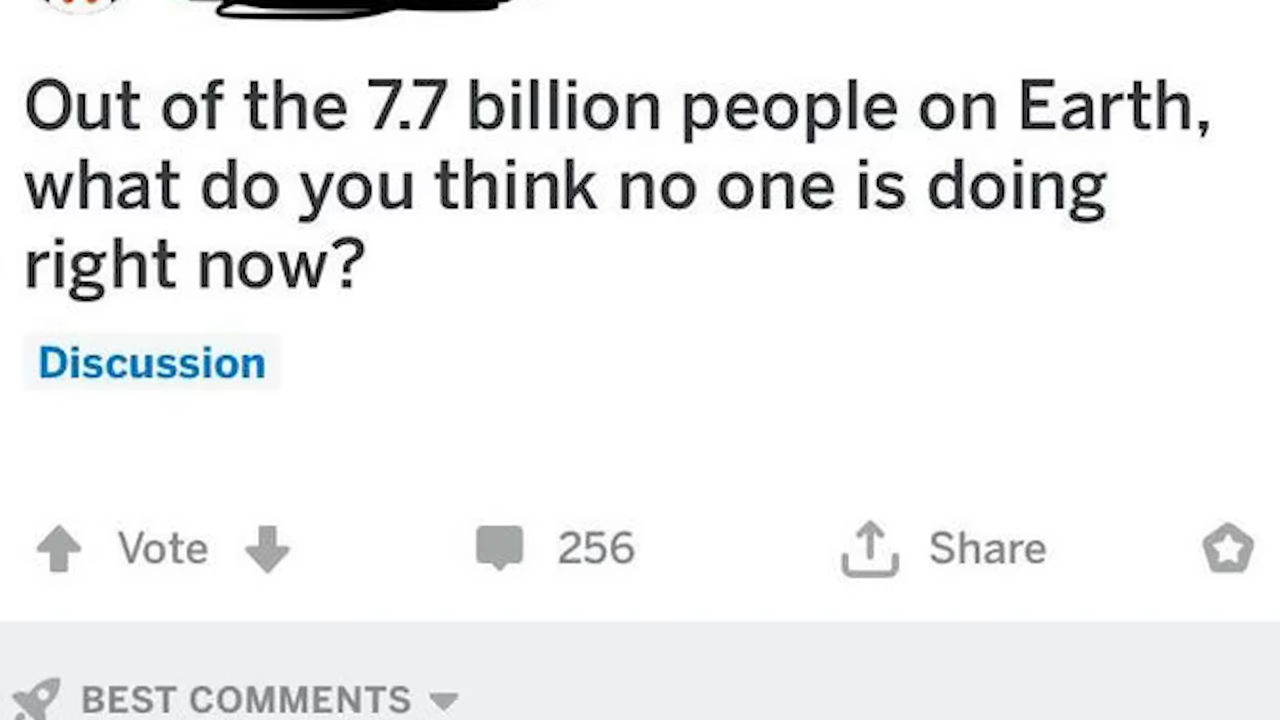 Out of the 7.7 billion people on Earth,
what do you think no one is doing
right now?
Discussion
Vote 256 Share
BEST COMMENTS